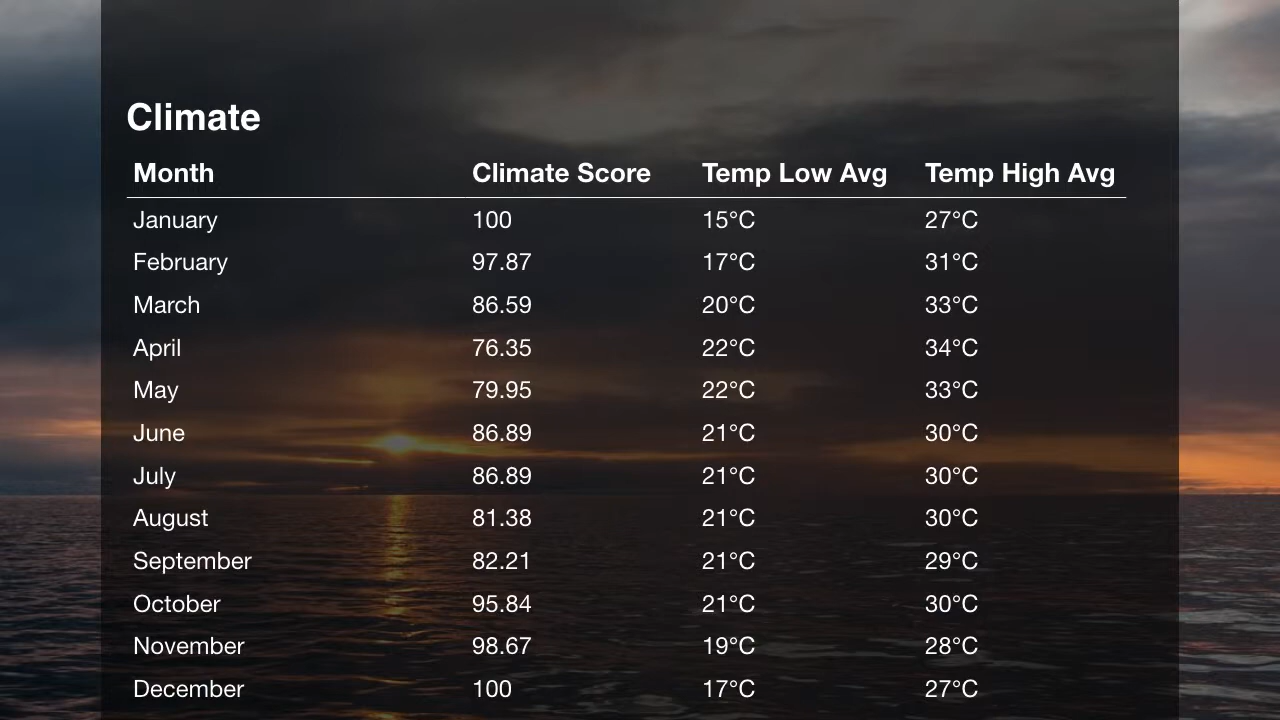 Climate
Month Climate Score Temp Low Avg Temp High Avg
January 100 15°C 27°C
February 97.87 17°C 31°C
March 86.59 20°C 33°C
April 76.35 22°C 34°C
May 79.95 22°C 33°C
June 86.89 21°C 30°C
July 86.89 21°C 30°C
August 81.38 21°C 30°C
September 82.21 21°C 29°C
October 95.84 21°C 30°C
November 98.67 19°C 28°C
December 100 17°C 27°C